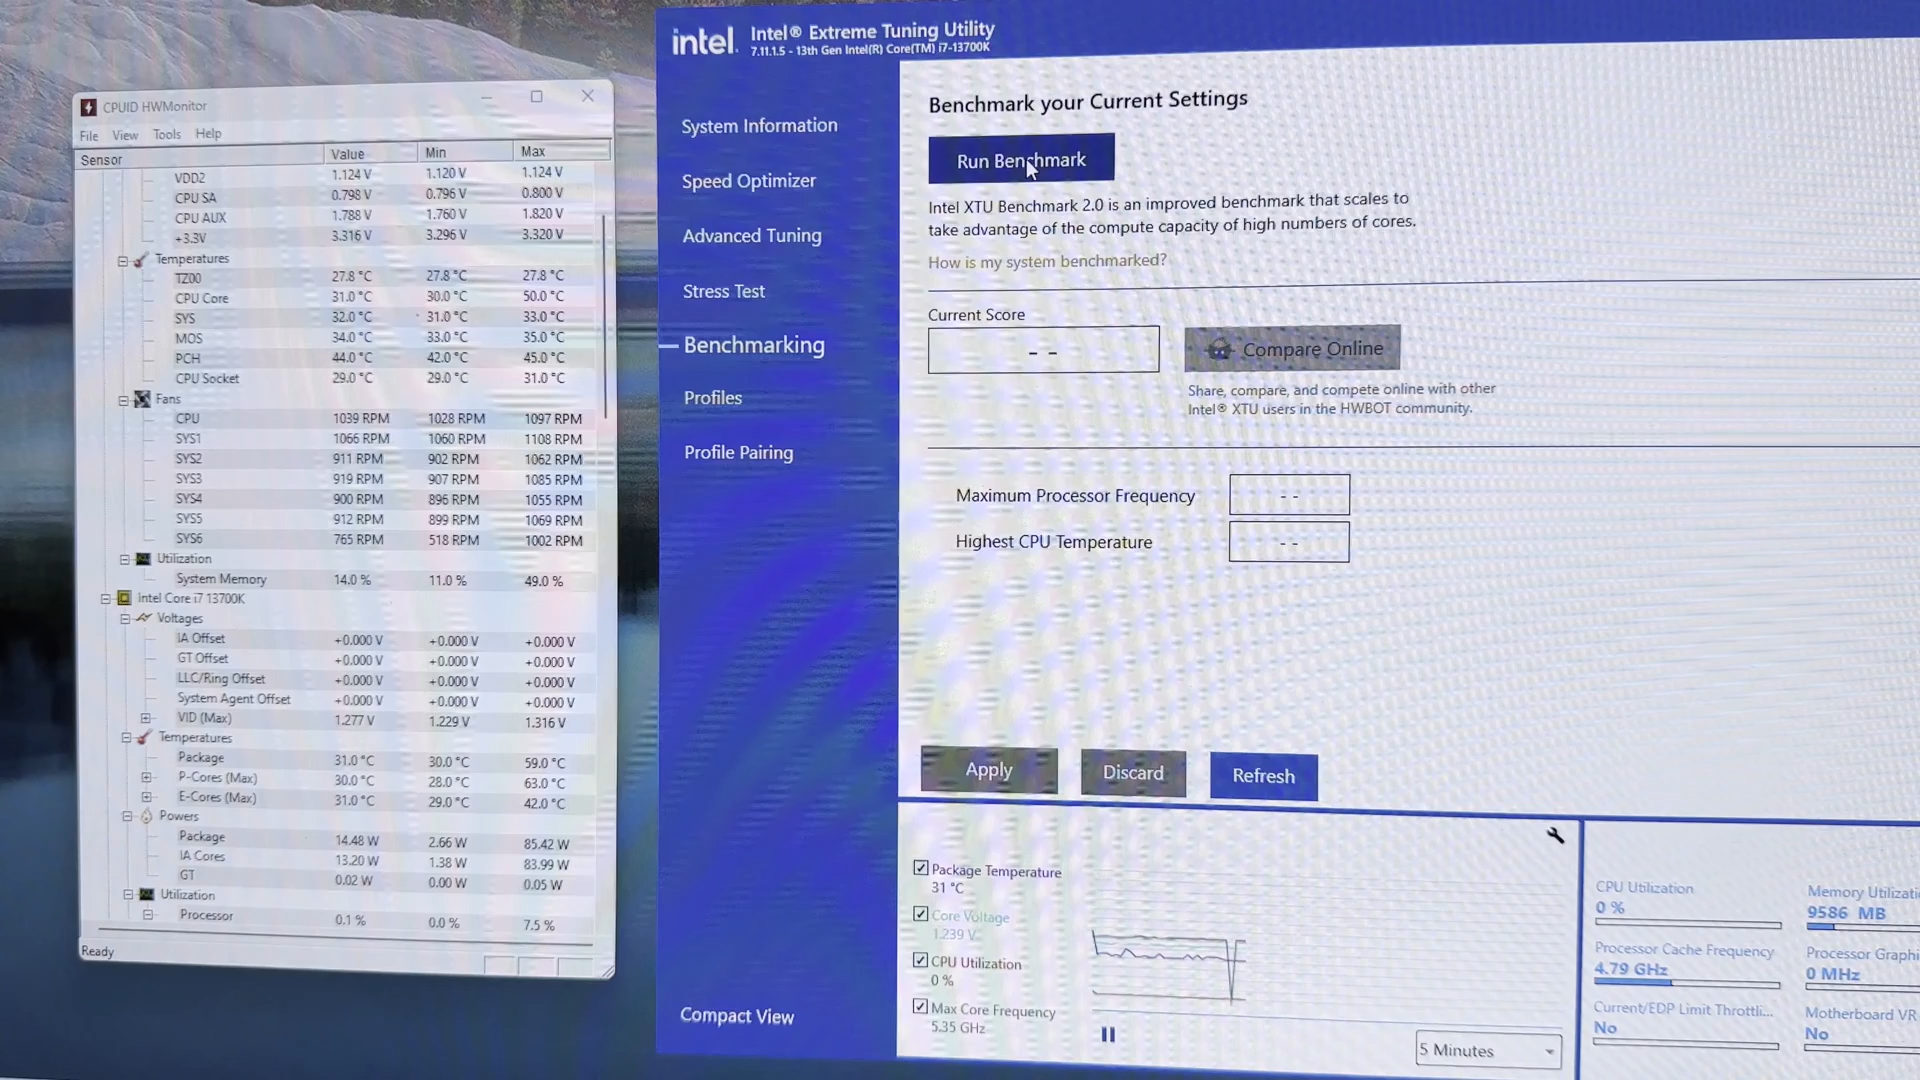 CPUID HWMonitor
File View Tools Help
Sensor Value Min Max
VDD2 1.124 V 1.120 V 1.124 V
CPU SA 0.798 V 0.796 V 0.800 V
CPU AUX 1.788 V 1.760 V 1.820 V
+3.3V 3.316 V 3.296 V 3.320 V
Temperatures
TZ00 27.8 °C 27.8 °C 27.8 °C
CPU Core 31.0 °C 30.0 °C 50.0 °C
SYS 32.0 °C 31.0 °C 33.0 °C
MOS 34.0 °C 33.0 °C 35.0 °C
PCH 44.0 °C 42.0 °C 45.0 °C
CPU Socket 29.0 °C 29.0 °C 31.0 °C
Fans
CPU 1039 RPM 1028 RPM 1097 RPM
SYS1 1066 RPM 1060 RPM 1108 RPM
SYS2 911 RPM 902 RPM 1062 RPM
SYS3 919 RPM 907 RPM 1085 RPM
SYS4 900 RPM 896 RPM 1055 RPM
SYS5 912 RPM 899 RPM 1069 RPM
SYS6 765 RPM 518 RPM 1002 RPM
Utilization
System Memory 14.0 % 11.0 % 49.0 %
Intel Core i7 13700K
Voltages
IA Offset +0.000 V +0.000 V +0.000 V
GT Offset +0.000 V +0.000 V +0.000 V
LLC/Ring Offset +0.000 V +0.000 V +0.000 V
System Agent Offset +0.000 V +0.000 V +0.000 V
VID (Max) 1.277 V 1.229 V 1.316 V
Temperatures
Package 31.0 °C 30.0 °C 59.0 °C
P-Cores (Max) 30.0 °C 28.0 °C 63.0 °C
E-Cores (Max) 31.0 °C 29.0 °C 42.0 °C
Powers
Package 14.48 W 2.66 W 85.42 W
IA Cores 13.20 W 1.38 W 83.99 W
GT 0.02 W 0.00 W 0.05 W
Utilization
Processor 0.1 % 0.0 % 7.5 %
Ready
intel. Intel® Extreme Tuning Utility
7.11.1.5 - 13th Gen Intel(R) Core(TM) i7-13700K
System Information
Speed Optimizer
Advanced Tuning
Stress Test
Benchmarking
Profiles
Profile Pairing
Compact View
Benchmark your Current Settings
Run Benchmark
Intel XTU Benchmark 2.0 is an improved benchmark that scales to
take advantage of the compute capacity of high numbers of cores.
How is my system benchmarked?
Current Score
- -
Compare Online
Share, compare, and compete online with other
Intel® XTU users in the HWBOT community.
Maximum Processor Frequency - -
Highest CPU Temperature - -
Apply Discard Refresh
Package Temperature
31 °C
Core Voltage
1.239 V
CPU Utilization
0 %
Max Core Frequency
5.35 GHz
5 Minutes
CPU Utilization
0 %
Processor Cache Frequency
4.79 GHz
Current/EDP Limit Throttli...
No
Memory Utilizati
9586 MB
Processor Graphi
0 MHz
Motherboard VR
No